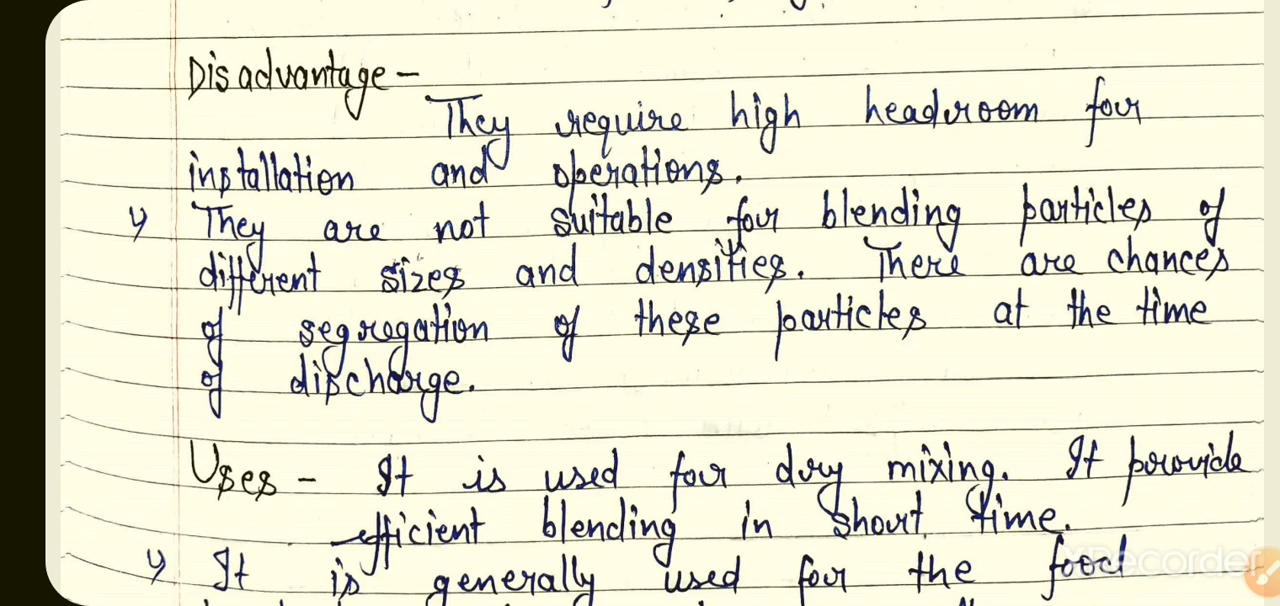 Disadvantage -
They require high headroom for
installation and operations.
They are not suitable for blending particles of
different sizes and densities. There are chances
of segregation of these particles at the time
of discharge.
Uses - It is used for dry mixing. It provide
efficient blending in short time.
It is generally used for the food
XRecorder